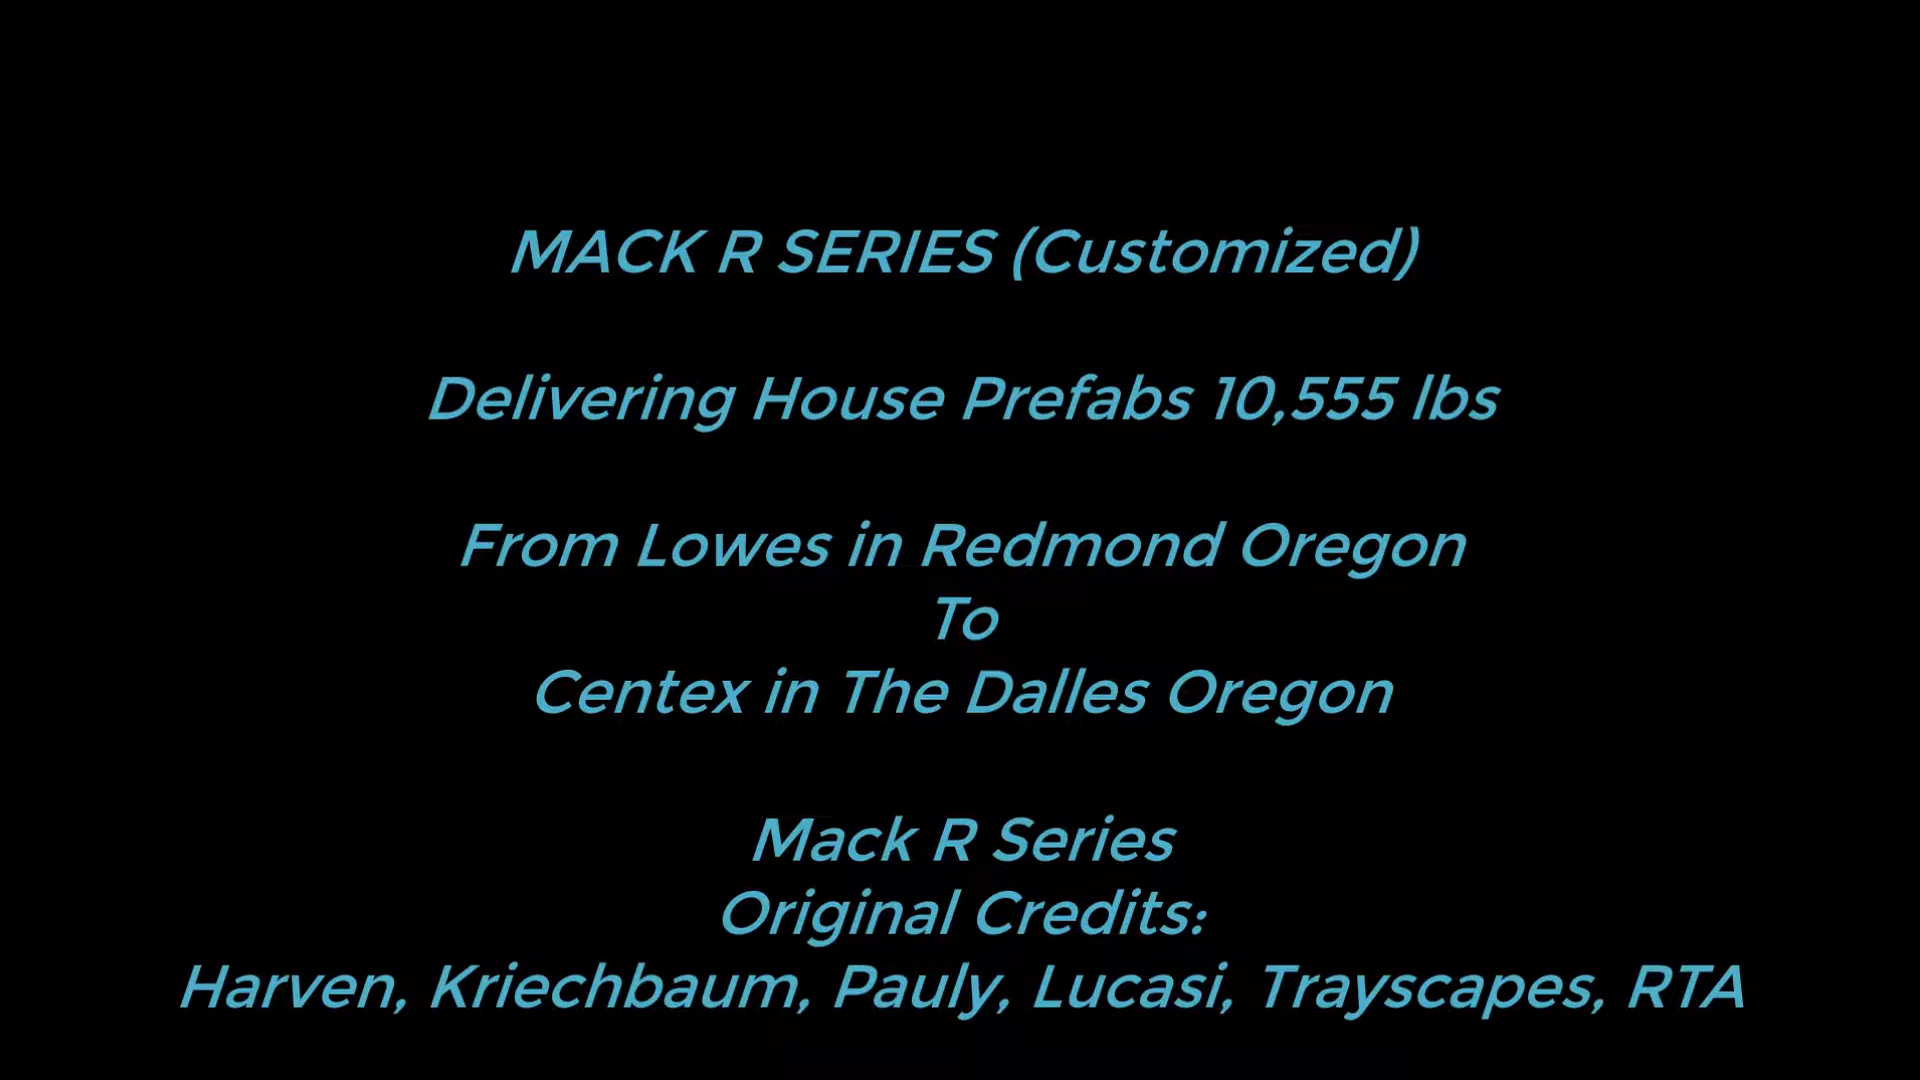 MACK R SERIES (Customized)
Delivering House Prefabs 10,555 lbs
From Lowes in Redmond Oregon
To
Centex in The Dalles Oregon
Mack R Series
Original Credits:
Harven, Kriechbaum, Pauly, Lucasi, Trayscapes, RTA